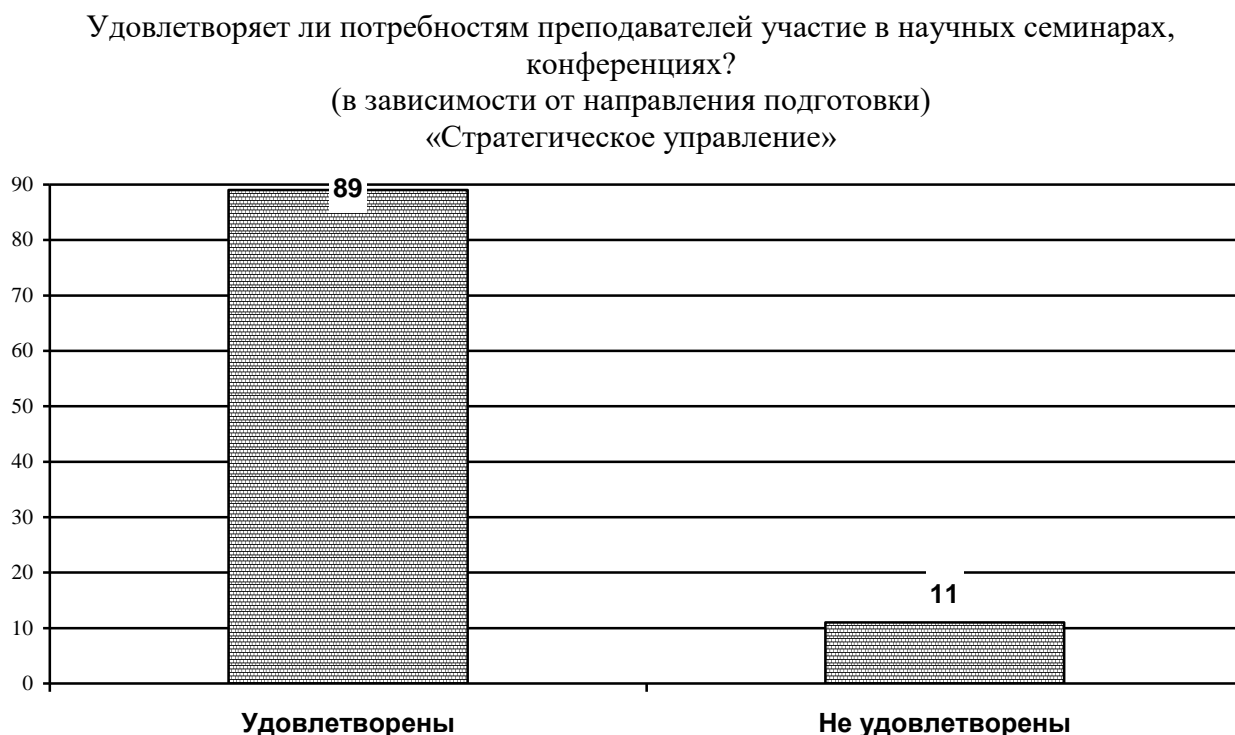 Удовлетворяет ли потребностям преподавателей участие в научных семинарах,
конференциях?
(в зависимости от направления подготовки)
«Стратегическое управление»
90
89
80
70
60
50
40
30
20
11
10
0
Удовлетворены
Не удовлетворены